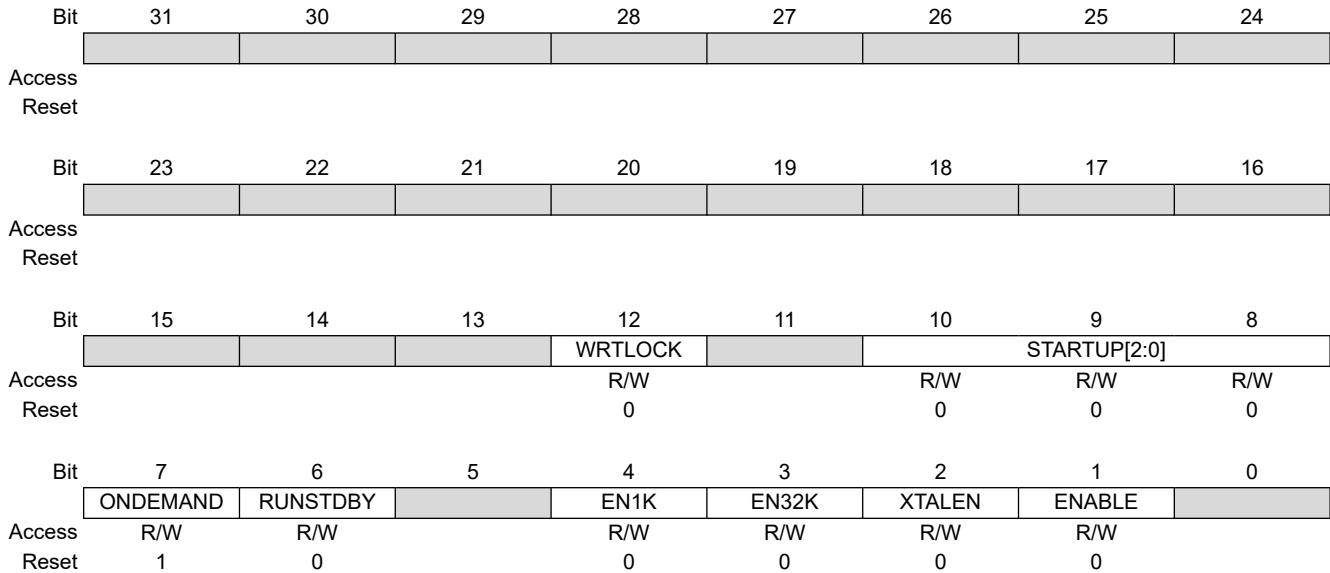 Bit 31 30 29 28 27 26 25 24
Access
Reset
Bit 23 22 21 20 19 18 17 16
Access
Reset
Bit 15 14 13 12 11 10 9 8
WRTLOCK STARTUP[2:0]
Access R/W R/W R/W R/W
Reset 0 0 0 0
Bit 7 6 5 4 3 2 1 0
ONDEMAND RUNSTDBY EN1K EN32K XTALEN ENABLE
Access R/W R/W R/W R/W R/W R/W
Reset 1 0 0 0 0 0